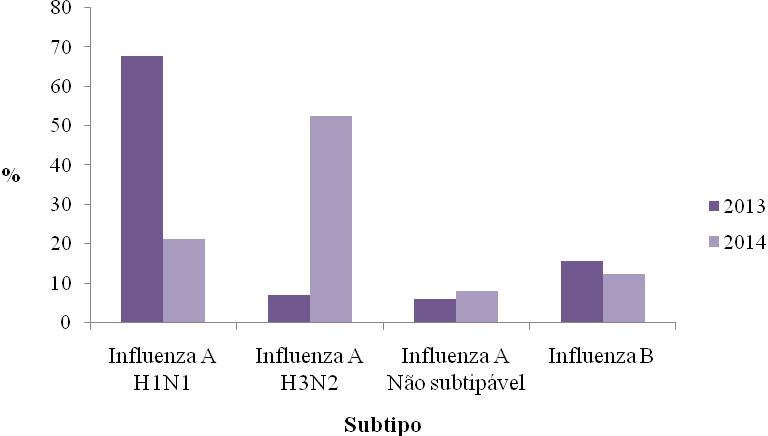 80
70
60
50
40
30
20
10
0
%
Influenza A
H1N1
Influenza A
H3N2
Influenza A
Não subtipável
Influenza B
Subtipo
2013
2014